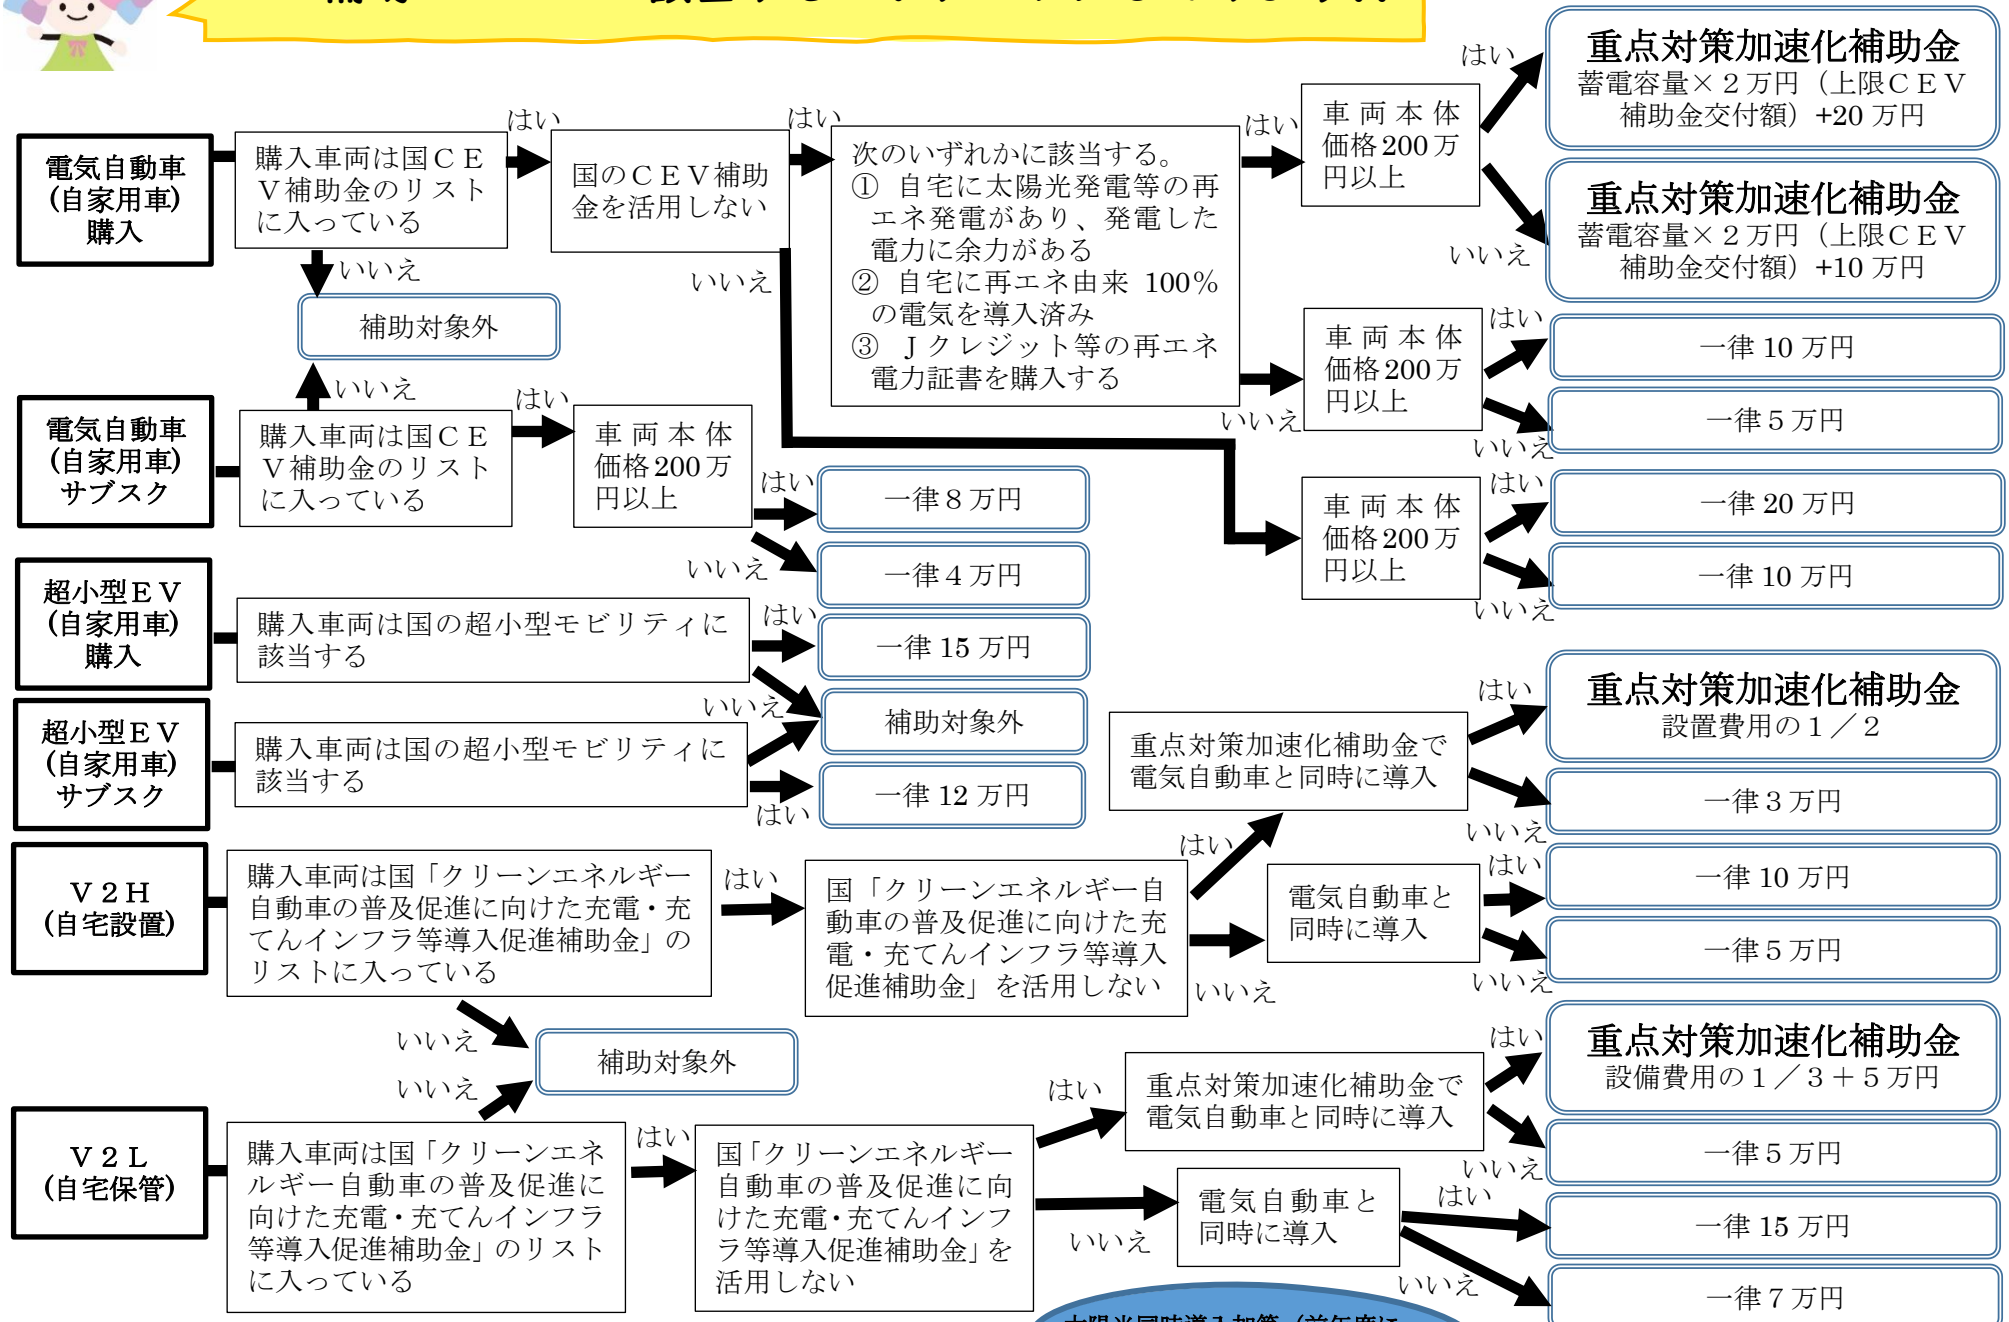 重点対策加速化補助金
蓄電容量×２万円（上限ＣＥＶ
補助金交付額）+20 万円
重点対策加速化補助金
蓄電容量×２万円（上限ＣＥＶ
補助金交付額）+10 万円
電気自動車
(自家用車)
購入
購入車両は国ＣＥ
Ｖ補助金のリスト
に入っている
はい
いいえ
補助対象外
国のＣＥＶ補助
金を活用しない
はい
いいえ
次のいずれかに該当する。
① 自宅に太陽光発電等の再
エネ発電があり、発電した
電力に余力がある
② 自宅に再エネ由来 100%
の電気を導入済み
③ Ｊクレジット等の再エネ
電力証書を購入する
はい
いいえ
車両本体
価格200万
円以上
はい
いいえ
車両本体
価格200万
円以上
はい
いいえ
一律 10 万円
一律５万円
車両本体
価格200万
円以上
はい
いいえ
一律 20 万円
一律 10 万円
電気自動車
(自家用車)
サブスク
いいえ
購入車両は国ＣＥ
Ｖ補助金のリスト
に入っている
はい
車両本体
価格200万
円以上
はい
いいえ
一律８万円
一律４万円
超小型ＥＶ
(自家用車)
購入
購入車両は国の超小型モビリティに
該当する
はい
一律 15 万円
いいえ
補助対象外
超小型ＥＶ
(自家用車)
サブスク
購入車両は国の超小型モビリティに
該当する
はい
一律 12 万円
Ｖ２Ｈ
(自宅設置)
購入車両は国「クリーンエネルギー
自動車の普及促進に向けた充電・充
てんインフラ等導入促進補助金」の
リストに入っている
はい
いいえ
補助対象外
国「クリーンエネルギー自
動車の普及促進に向けた充
電・充てんインフラ等導入
促進補助金」を活用しない
はい
いいえ
重点対策加速化補助金で
電気自動車と同時に導入
はい
いいえ
重点対策加速化補助金
設置費用の１／２
一律３万円
電気自動車と
同時に導入
はい
いいえ
一律 10 万円
一律５万円
Ｖ２Ｌ
(自宅保管)
いいえ
購入車両は国「クリーンエネ
ルギー自動車の普及促進に
向けた充電・充てんインフラ
等導入促進補助金」のリスト
に入っている
はい
国「クリーンエネルギー
自動車の普及促進に向
けた充電・充てんインフ
ラ等導入促進補助金」を
活用しない
はい
いいえ
重点対策加速化補助金で
電気自動車と同時に導入
はい
いいえ
重点対策加速化補助金
設備費用の１／３＋５万円
一律５万円
電気自動車と
同時に導入
はい
いいえ
一律 15 万円
一律７万円